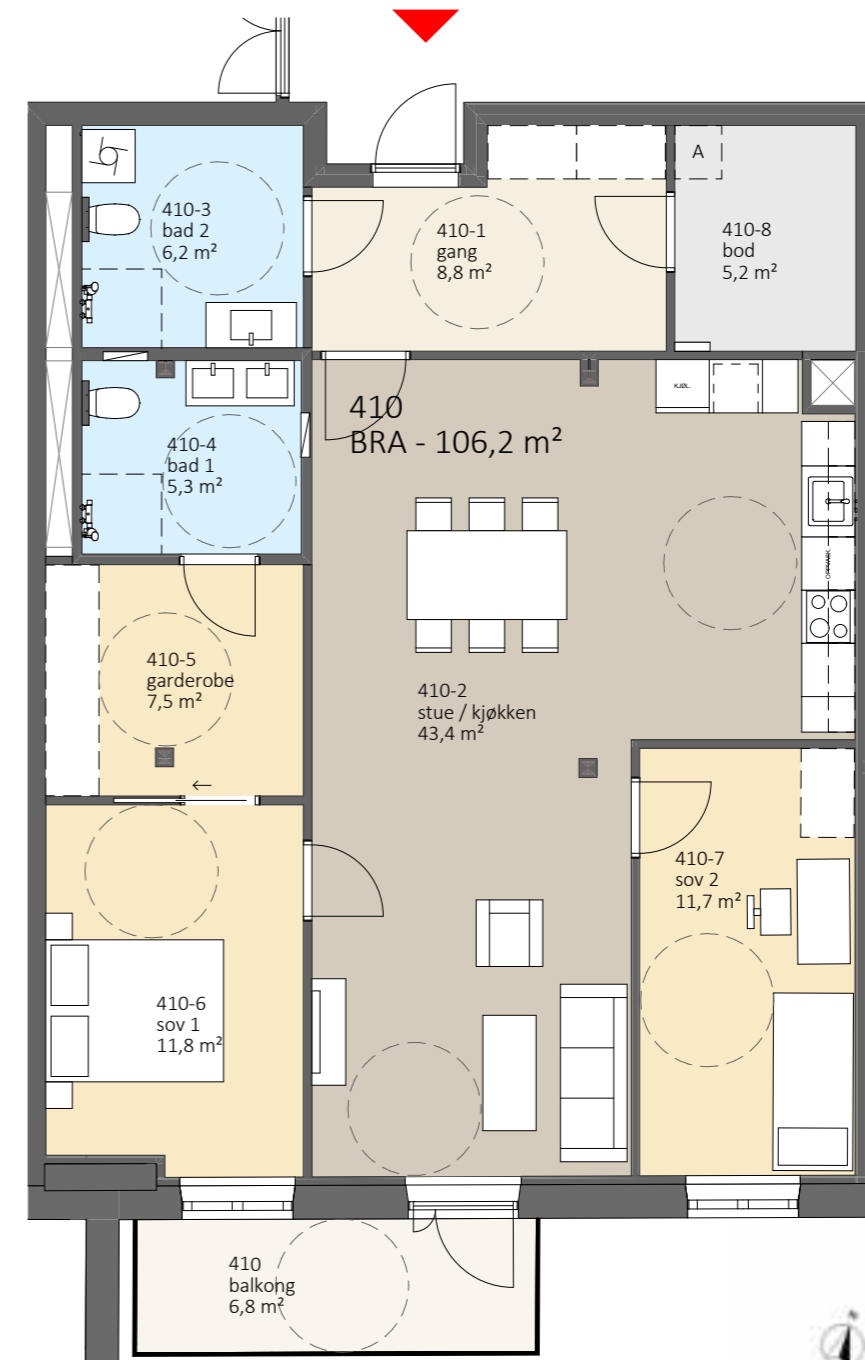 A
410-3
bad 2
6,2 m²
410-1
gang
8,8 m²
410-8
bod
5,2 m²
KJØL.
410
BRA - 106,2 m²
410-4
bad 1
5,3 m²
OPPVASK.
410-5
garderobe
7,5 m²
←
410-2
stue / kjøkken
43,4 m²
410-7
sov 2
11,7 m²
410-6
sov 1
11,8 m²
410
balkong
6,8 m²